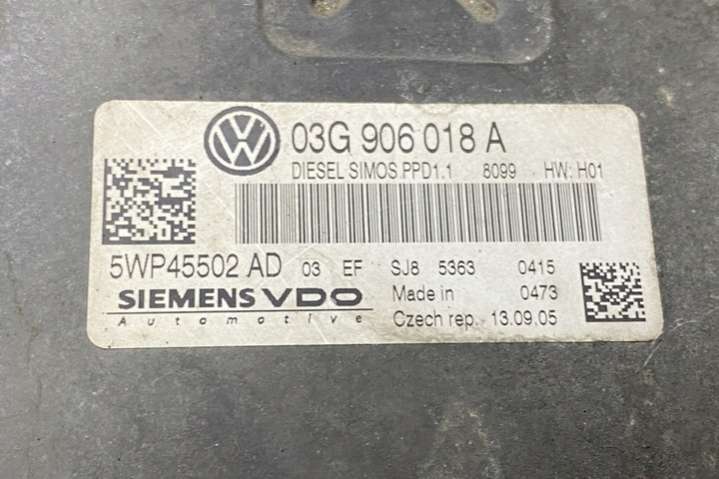 03G 906 018 A
DIESEL SIMOS PPD1.1 8099 HW: H01
5WP45502 AD 03 EF SJ8 5363 0415
SIEMENS VDO Made in 0473
Automotive Czech rep. 13.09.05